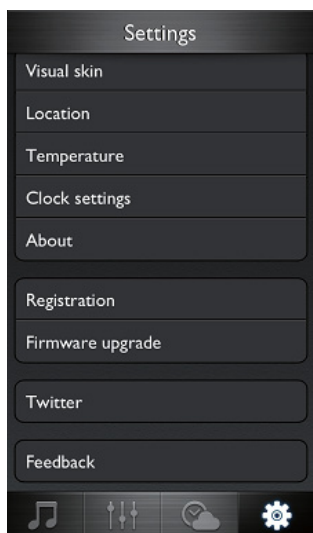 Settings
Visual skin
Location
Temperature
Clock settings
About
Registration
Firmware upgrade
Twitter
Feedback